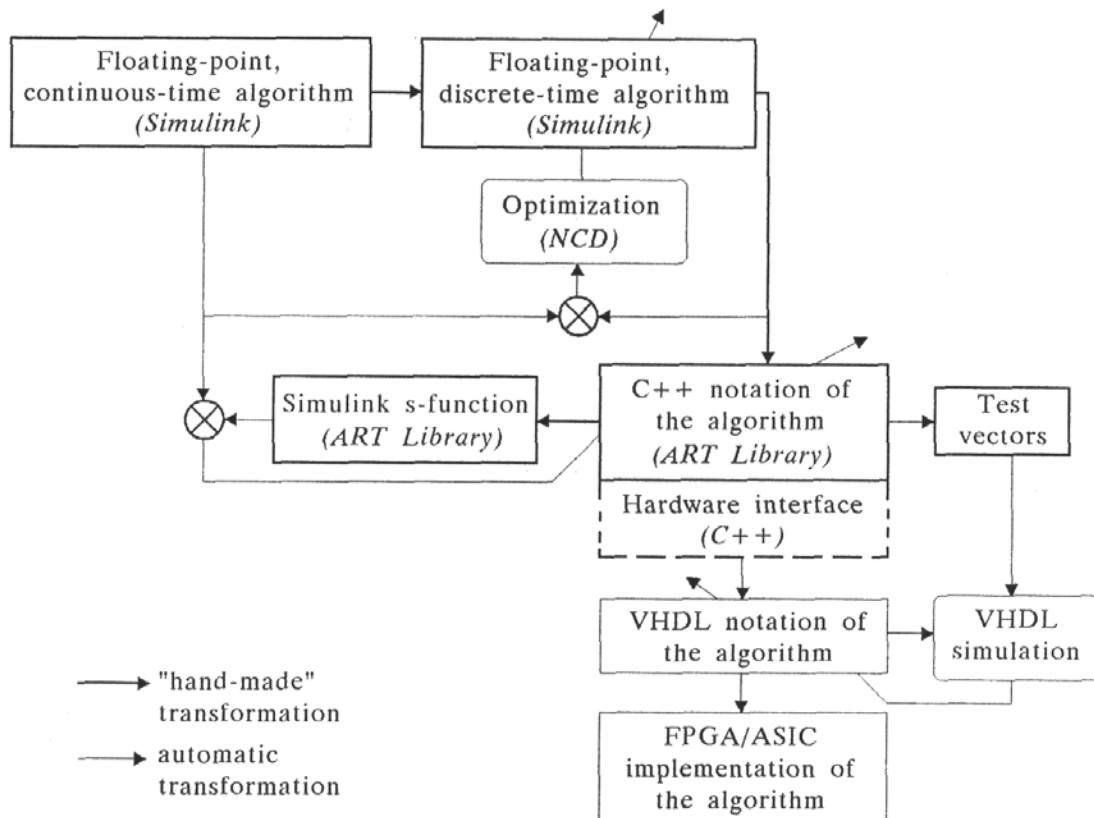 Floating-point,
continuous-time algorithm
(Simulink)
Floating-point,
discrete-time algorithm
(Simulink)
Optimization
(NCD)
Simulink s-function
(ART Library)
C++ notation of
the algorithm
(ART Library)
Test
vectors
Hardware interface
(C++)
VHDL notation of
the algorithm
VHDL
simulation
FPGA/ASIC
implementation of
the algorithm
"hand-made"
transformation
automatic
transformation